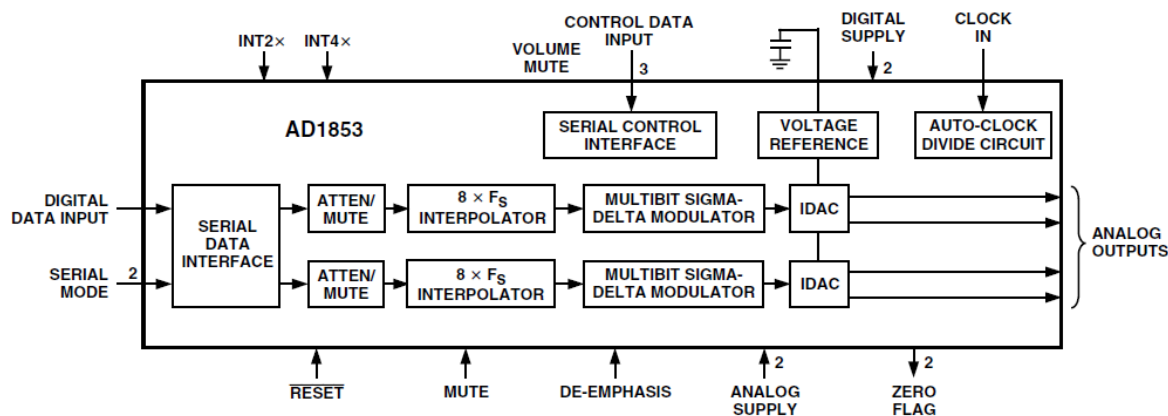 INT2×
INT4×
VOLUME
MUTE
CONTROL DATA
INPUT
3
DIGITAL
SUPPLY
2
CLOCK
IN
AD1853
SERIAL CONTROL
INTERFACE
VOLTAGE
REFERENCE
AUTO-CLOCK
DIVIDE CIRCUIT
DIGITAL
DATA INPUT
SERIAL
MODE
2
SERIAL
DATA
INTERFACE
ATTEN/
MUTE
8 × FS
INTERPOLATOR
MULTIBIT SIGMA-
DELTA MODULATOR
IDAC
ATTEN/
MUTE
8 × FS
INTERPOLATOR
MULTIBIT SIGMA-
DELTA MODULATOR
IDAC
ANALOG
OUTPUTS
RESET
MUTE
DE-EMPHASIS
2
ANALOG
SUPPLY
2
ZERO
FLAG